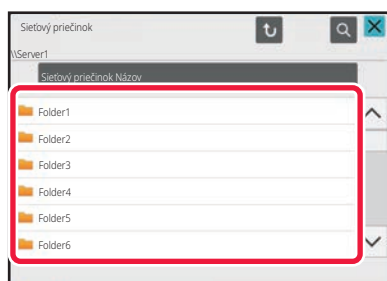 Sieťový priečinok
\\Server1
Sieťový priečinok Názov
Folder1
Folder2
Folder3
Folder4
Folder5
Folder6